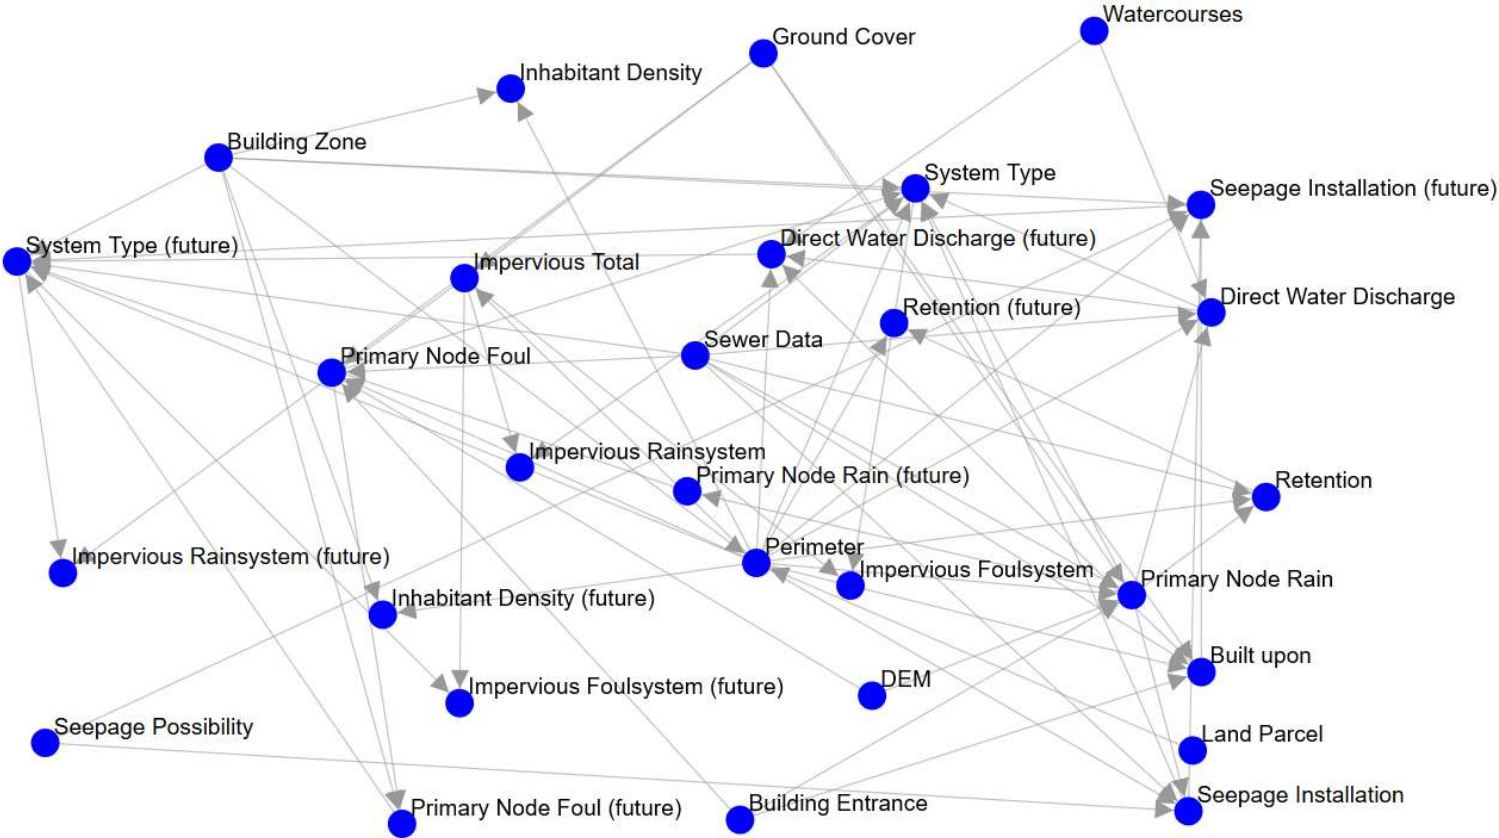 Watercourses
Ground Cover
Inhabitant Density
Building Zone
System Type
Seepage Installation (future)
System Type (future)
Direct Water Discharge (future)
Impervious Total
Direct Water Discharge
Retention (future)
Sewer Data
Primary Node Foul
Impervious Rainsystem
Primary Node Rain (future)
Retention
Perimeter
Impervious Rainsystem (future)
Impervious Foulsystem
Primary Node Rain
Inhabitant Density (future)
Built upon
DEM
Impervious Foulsystem (future)
Seepage Possibility
Land Parcel
Seepage Installation
Building Entrance
Primary Node Foul (future)